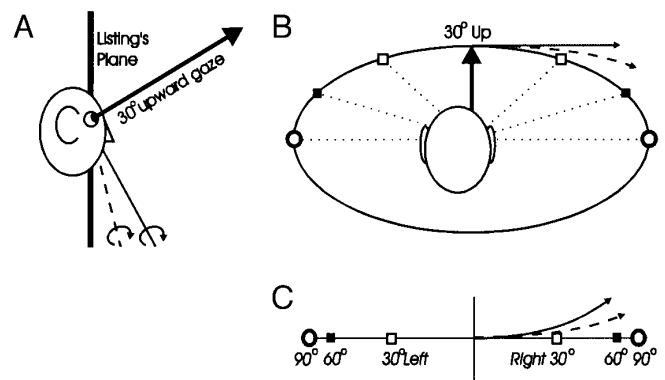 A
Listing's
Plane
30° upward gaze
B
30° Up
C
90° 60° 30° Left Right 30° 60° 90°